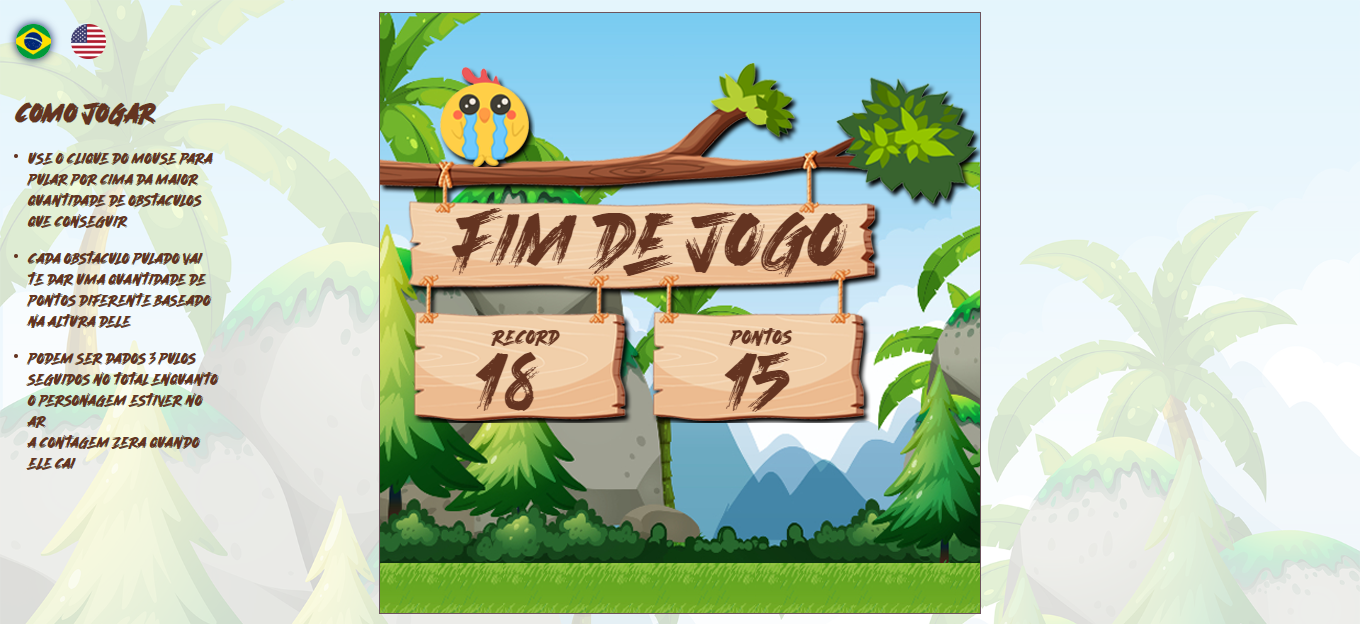 COMO JOGAR
• USE O CLIQUE DO MOUSE PARA
PULAR POR CIMA DA MAIOR
QUANTIDADE DE OBSTACULOS
QUE CONSEGUIR
• CADA OBSTACULO PULADO VAI
TE DAR UMA QUANTIDADE DE
PONTOS DIFERENTE BASEADO
NA ALTURA DELE
• PODEM SER DADOS 3 PULOS
SEGUIDOS NO TOTAL ENQUANTO
O PERSONAGEM ESTIVER NO
AR
A CONTAGEM ZERA QUANDO
ELE CAI
FIM DE JOGO
RECORD
18
PONTOS
15